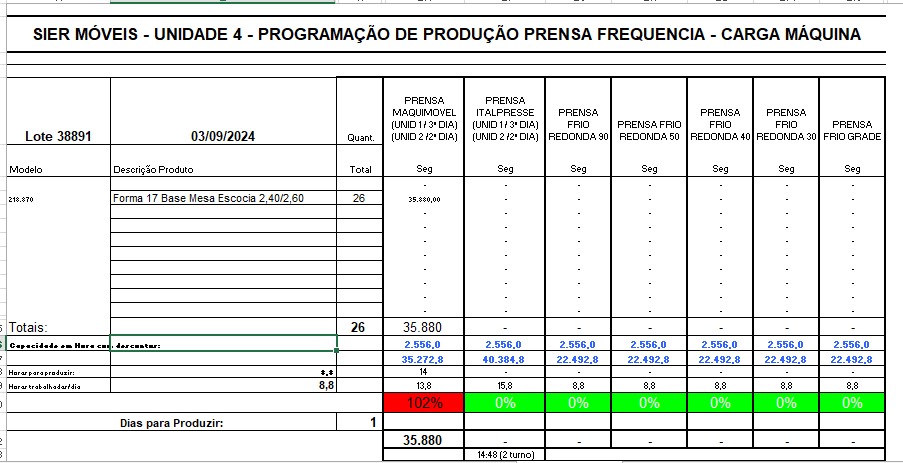 SIER MÓVEIS - UNIDADE 4 - PROGRAMAÇÃO DE PRODUÇÃO PRENSA FREQUENCIA - CARGA MÁQUINA
Lote 38891 03/09/2024 Quant. PRENSA MAQUIMOVEL (UNID 1 / 3ª DIA) (UNID 2 /2ª DIA) PRENSA ITALPRESSE (UNID 1 / 3ª DIA) (UNID 2 /2ª DIA) PRENSA FRIO REDONDA 90 PRENSA FRIO REDONDA 50 PRENSA FRIO REDONDA 40 PRENSA FRIO REDONDA 30 PRENSA FRIO GRADE
Modelo Descrição Produto Total Seg Seg Seg Seg Seg Seg Seg
- - - - - - -
218.870 Forma 17 Base Mesa Escocia 2,40/2,60 26 35.880,00 - - - - - -
- - - - - - -
- - - - - - -
- - - - - - -
- - - - - - -
- - - - - - -
- - - - - - -
- - - - - - -
- - - - - - -
Totais: 26 35.880 - - - - - -
Capacidade em Hora com descontos: 2.556,0 2.556,0 2.556,0 2.556,0 2.556,0 2.556,0 2.556,0
35.272,8 40.384,8 22.492,8 22.492,8 22.492,8 22.492,8 22.492,8
Horas para produzir: 8,8 14 - - - - - -
Horas trabalhadas/dia 8,8 13,8 15,8 8,8 8,8 8,8 8,8 8,8
102% 0% 0% 0% 0% 0% 0%
Dias para Produzir: 1
35.880 - - - - - -
14:48 (2 turno)